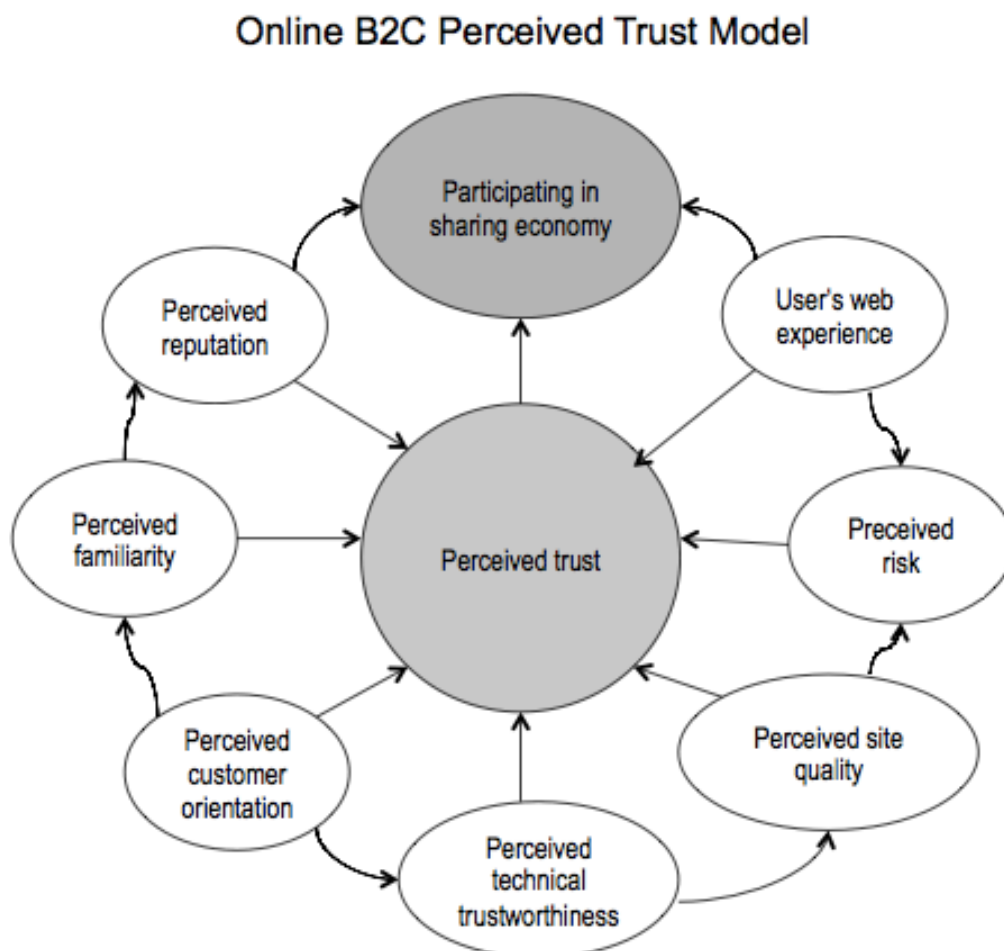 Online B2C Perceived Trust Model
Participating in
sharing economy
Perceived
reputation
User's web
experience
Perceived
familiarity
Perceived trust
Preceived
risk
Perceived
customer
orientation
Perceived site
quality
Perceived
technical
trustworthiness